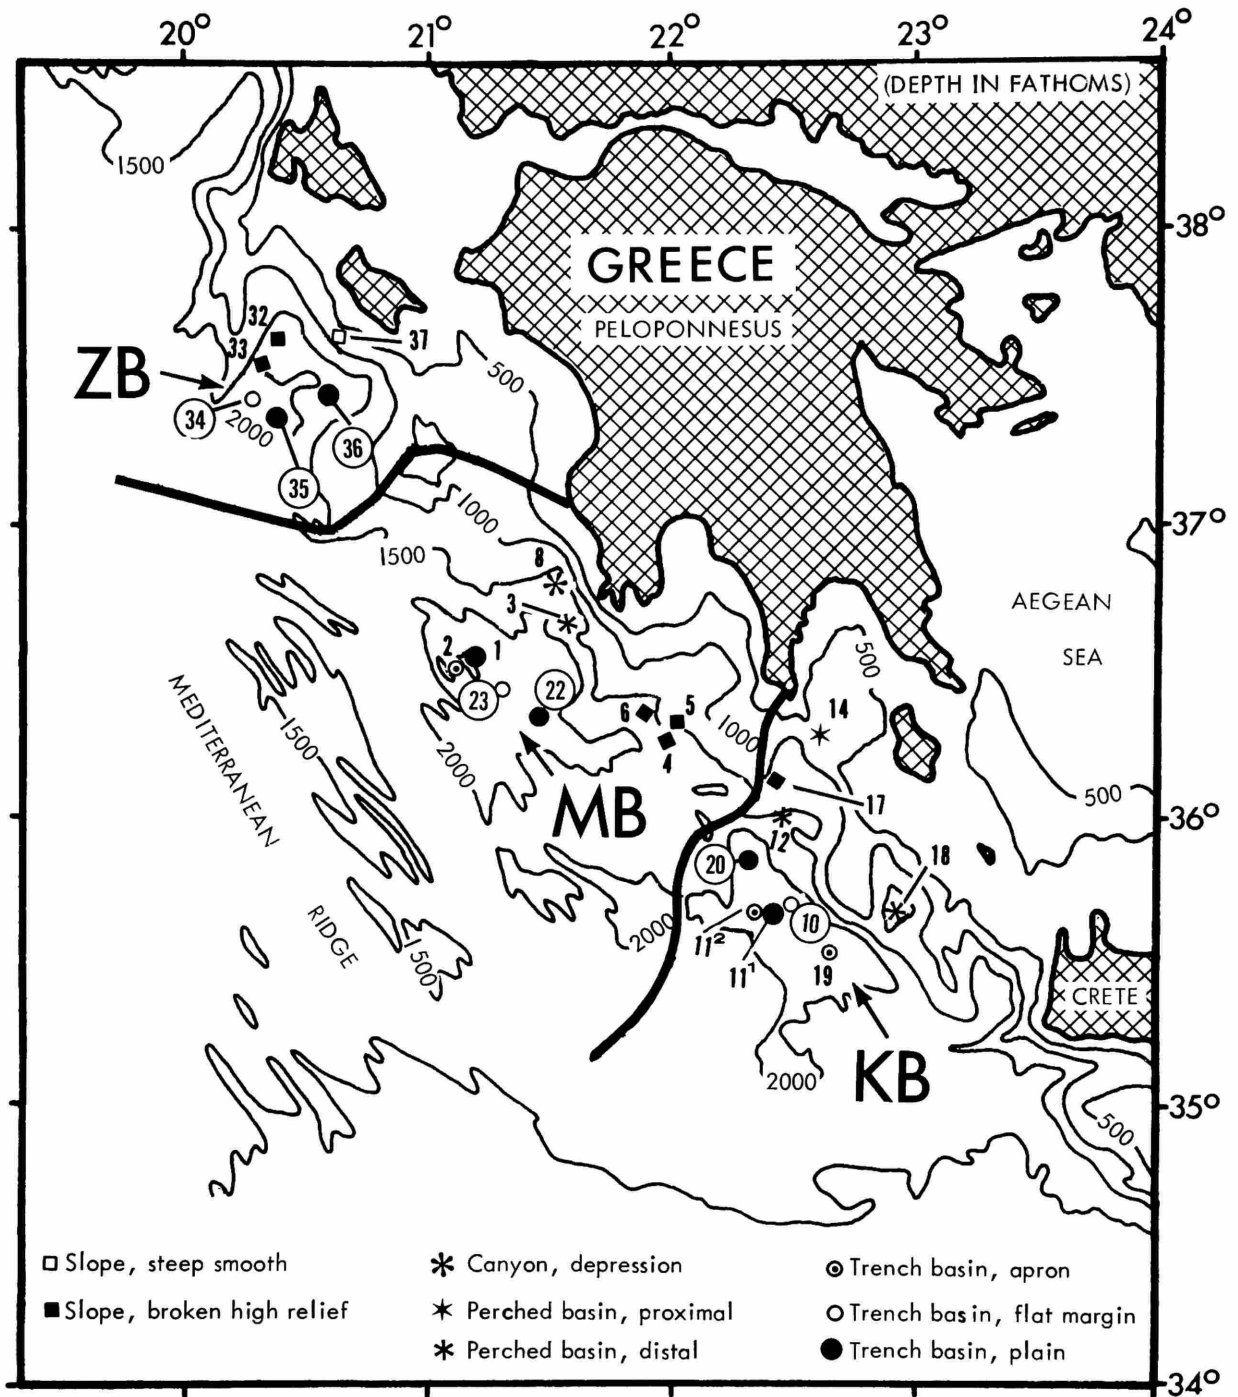 20° 21° 22° 23° 24°
(DEPTH IN FATHOMS)
1500
38°
GREECE
PELOPONNESUS
32
37
33
ZB
500
34
2000
36
35
37°
1000
1500
8
3
AEGEAN
SEA
500
2
1
22
23
MEDITERRANEAN
RIDGE
1500
6
5
4
14
1000
2000
MB
17
500
36°
12
18
20
2000
11²
11¹
10
19
1500
CRETE
KB
2000
35°
500
Slope, steep smooth
Slope, broken high relief
Canyon, depression
Perched basin, proximal
Perched basin, distal
Trench basin, apron
Trench basin, flat margin
Trench basin, plain
34°